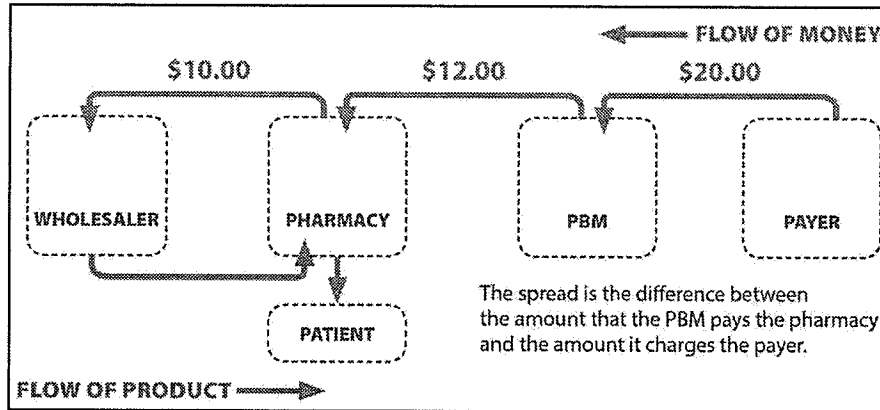 FLOW OF MONEY
$10.00 $12.00 $20.00
WHOLESALER PHARMACY PBM PAYER
The spread is the difference between
the amount that the PBM pays the pharmacy
and the amount it charges the payer.
PATIENT
FLOW OF PRODUCT